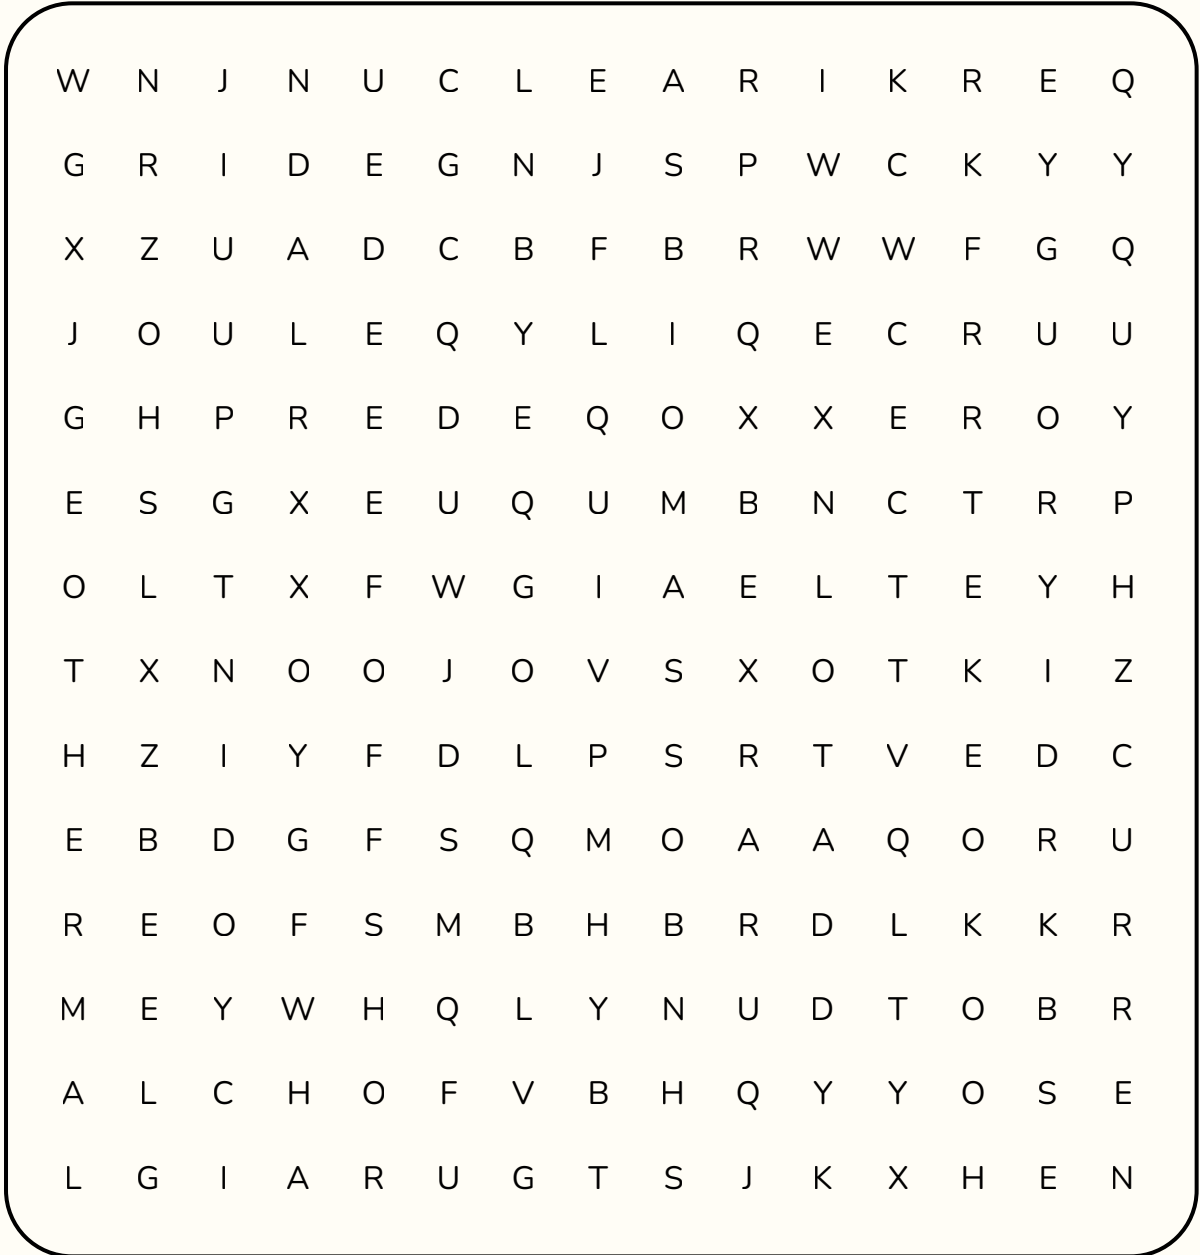 W N J N U C L E A R I K R E Q
G R I D E G N J S P W C K Y Y
X Z U A D C B F B R W W F G Q
J O U L E Q Y L I Q E C R U U
G H P R E D E Q O X X E R O Y
E S G X E U Q U M B N C T R P
O L T X F W G I A E L T E Y H
T X N O O J O V S X O T K I Z
H Z I Y F D L P S R T V E D C
E B D G F S Q M O A A Q O R U
R E O F S M B H B R D L K K R
M E Y W H Q L Y N U D T O B R
A L C H O F V B H Q Y Y O S E
L G I A R U G T S J K X H E N